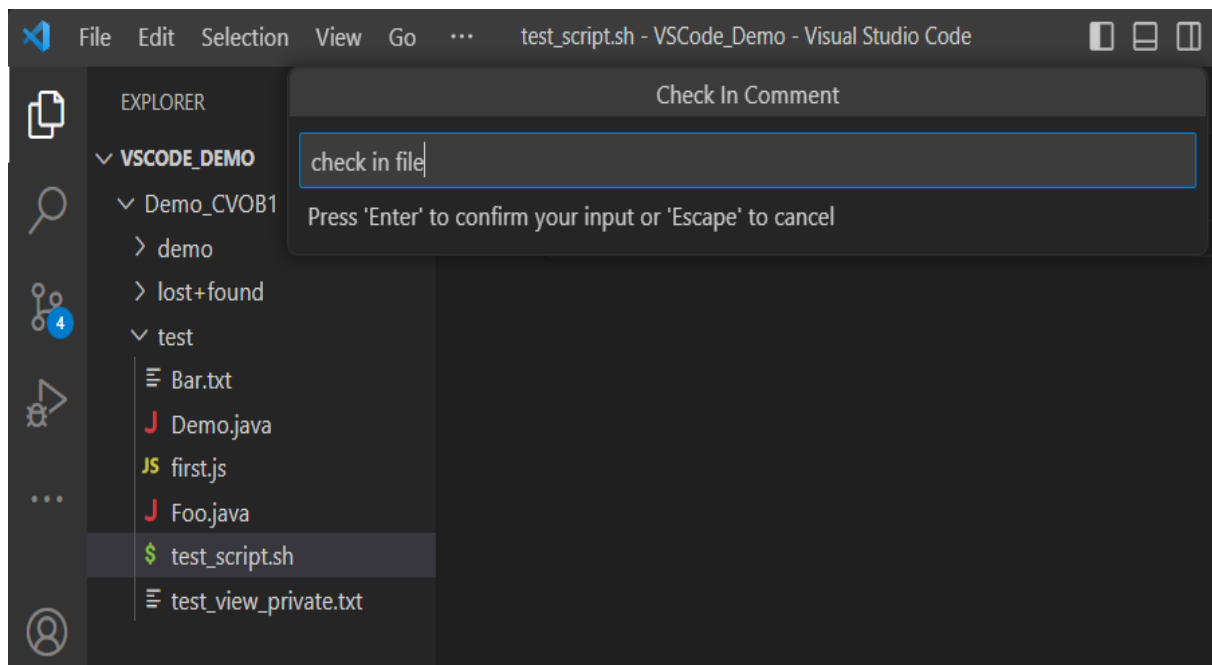 File Edit Selection View Go ··· test_script.sh - VSCode_Demo - Visual Studio Code
EXPLORER
Check In Comment
VSCODE_DEMO
check in file
Demo_CVOB1
Press 'Enter' to confirm your input or 'Escape' to cancel
demo
lost+found
4
test
Bar.txt
J Demo.java
JS first.js
J Foo.java
$ test_script.sh
test_view_private.txt